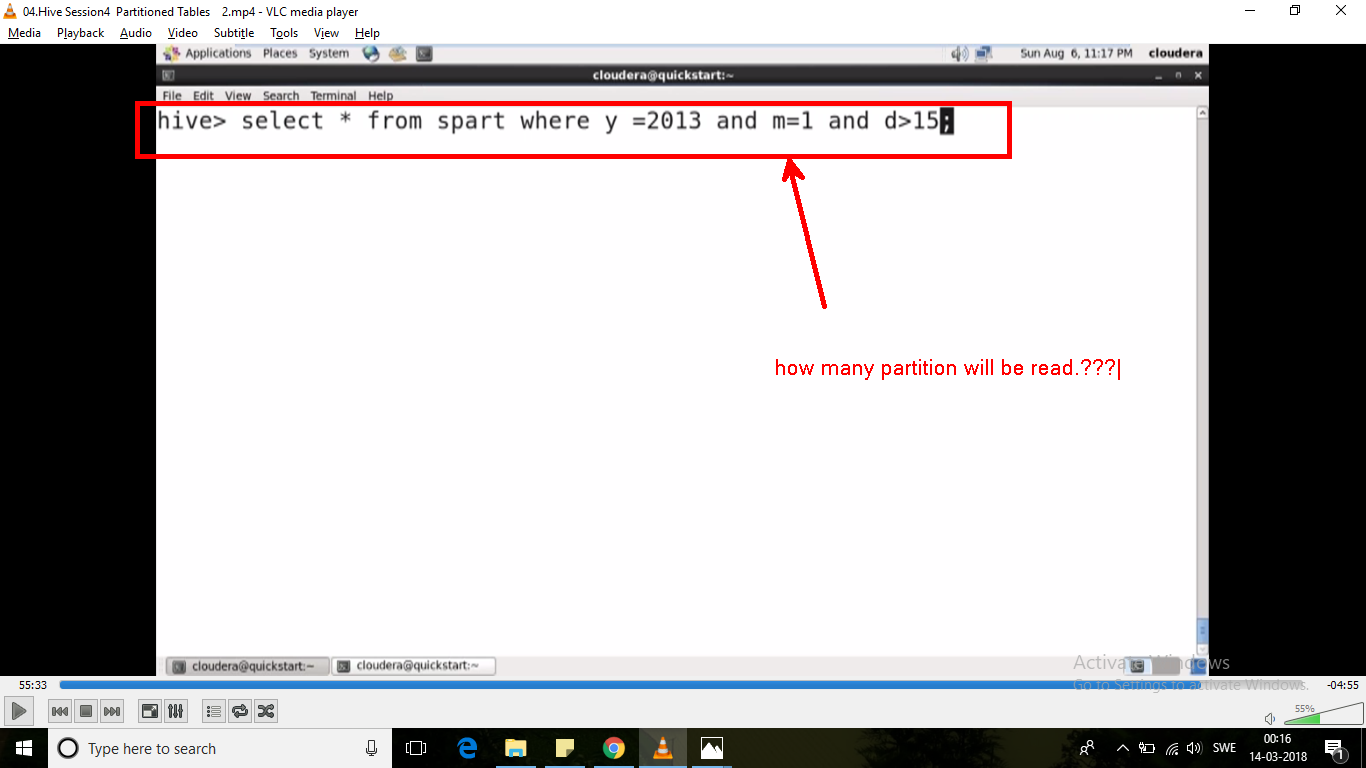 04.Hive Session4 Partitioned Tables 2.mp4 - VLC media player
Media Playback Audio Video Subtitle Tools View Help
Applications Places System Sun Aug 6, 11:17 PM cloudera
cloudera@quickstart:~
File Edit View Search Terminal Help
hive> select * from spart where y =2013 and m=1 and d>15;
how many partition will be read.???|
cloudera@quickstart:~ cloudera@quickstart:~
Activate Windows
Go to Settings to activate Windows.
55:33 -04:55
55%
Type here to search SWE 00:16
14-03-2018
1